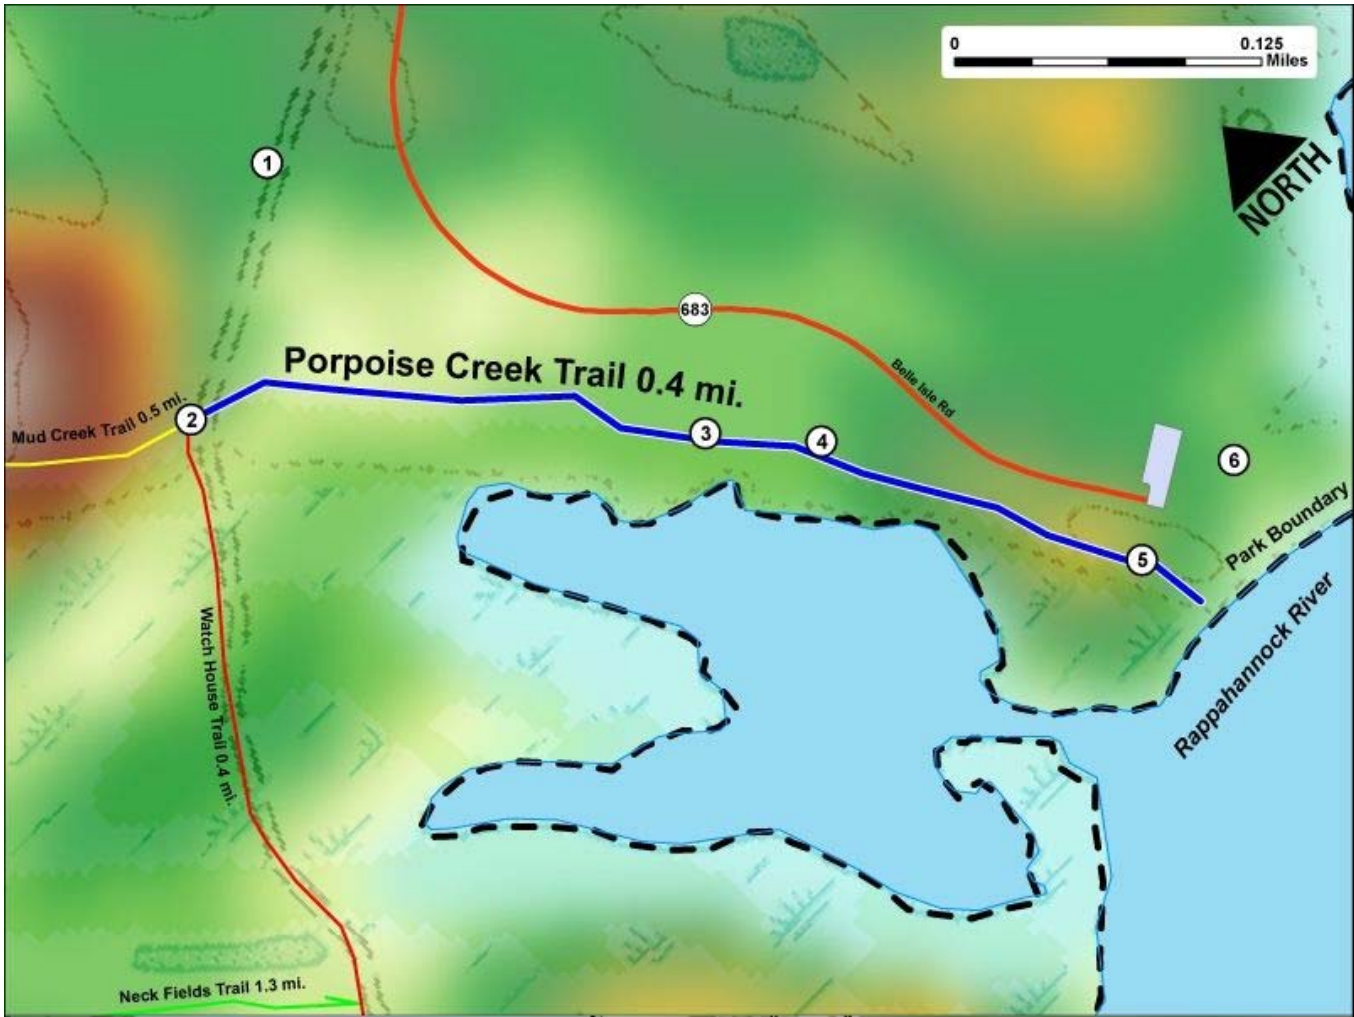 0 0.125
Miles
NORTH
1
683
Porpoise Creek Trail 0.4 mi.
Belle Isle Rd
Mud Creek Trail 0.5 mi.
2
3
4
6
5
Park Boundary
Rappahannock River
Watch House Trail 0.4 mi.
Neck Fields Trail 1.3 mi.